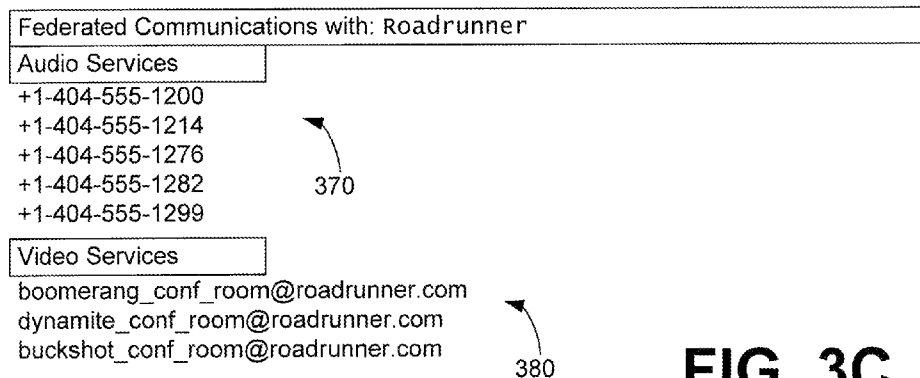 Federated Communications with: Roadrunner
Audio Services
+1-404-555-1200
+1-404-555-1214
+1-404-555-1276
+1-404-555-1282
+1-404-555-1299
370
Video Services
boomerang_conf_room@roadrunner.com
dynamite_conf_room@roadrunner.com
buckshot_conf_room@roadrunner.com
380
FIG. 3C